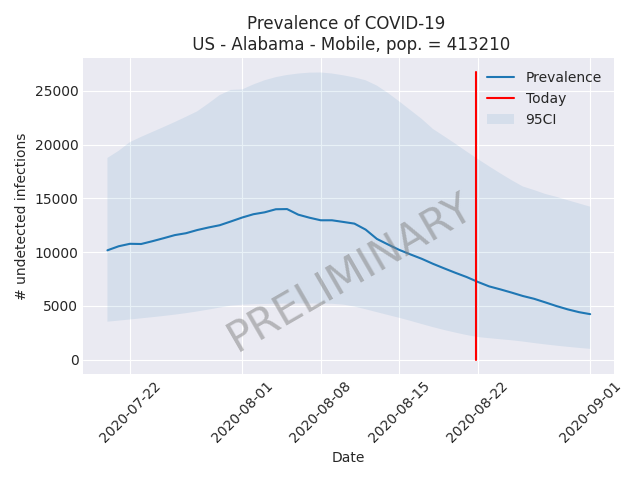 Prevalence of COVID-19
US - Alabama - Mobile, pop. = 413210
Prevalence
Today
95CI
25000
20000
15000
10000
5000
0
# undetected infections
PRELIMINARY
2020-07-22
2020-08-01
2020-08-08
2020-08-15
2020-08-22
2020-09-01
Date